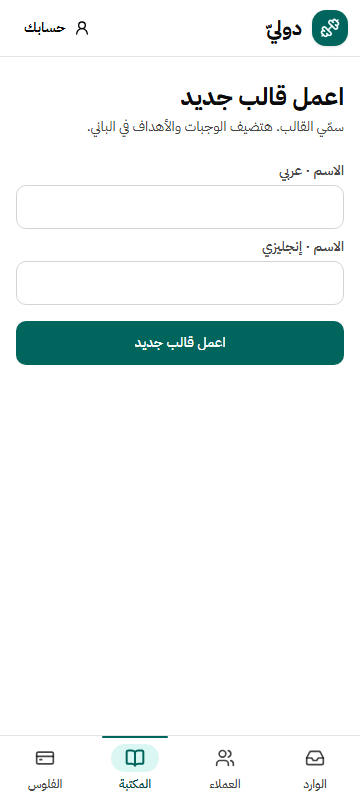 دوليّ
حسابك
اعمل قالب جديد
سمّي القالب. هتضيف الوجبات والأهداف في الباني.
الاسم · عربي
الاسم · إنجليزي
اعمل قالب جديد
الوارد
العملاء
المكتبة
الفلوس